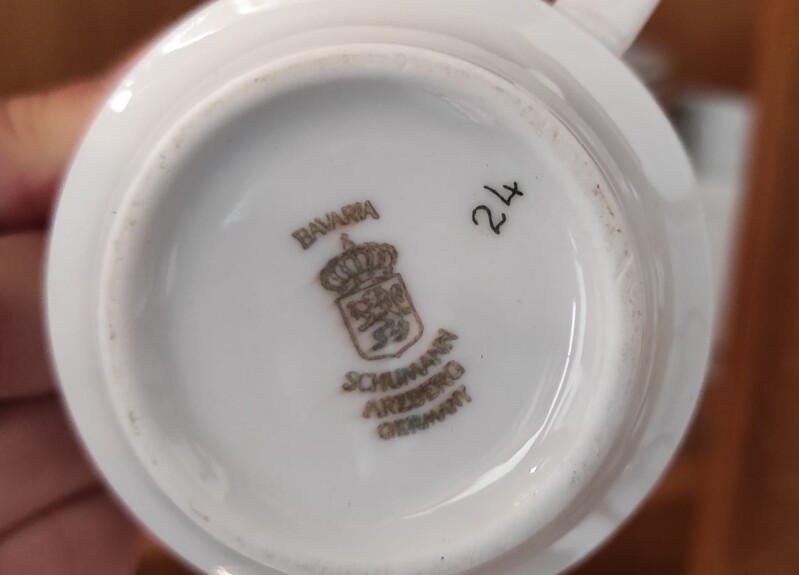 BAVARIA
SCHUMANN
ARZBERG
GERMANY
24